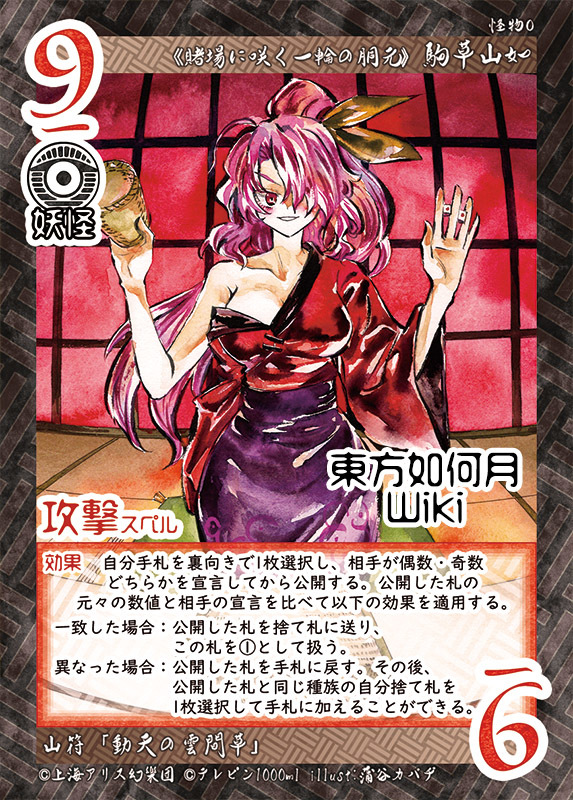 怪物0
9
《賭場に咲く一輪の胴元》 駒草山如
妖怪
東方如何月
Wiki
攻撃スペル
効果 自分手札を裏向きで1枚選択し、相手が偶数・奇数
どちらかを宣言してから公開する。公開した札の
元々の数値と相手の宣言を比べて以下の効果を適用する。
一致した場合：公開した札を捨て札に送り、
この札を①として扱う。
異なった場合：公開した札を手札に戻す。その後、
公開した札と同じ種族の自分捨て札を
1枚選択して手札に加えることができる。
6
山符「動天の雲間草」
©上海アリス幻樂団 ©テレピン1000ml illust:蒲谷カバヂ